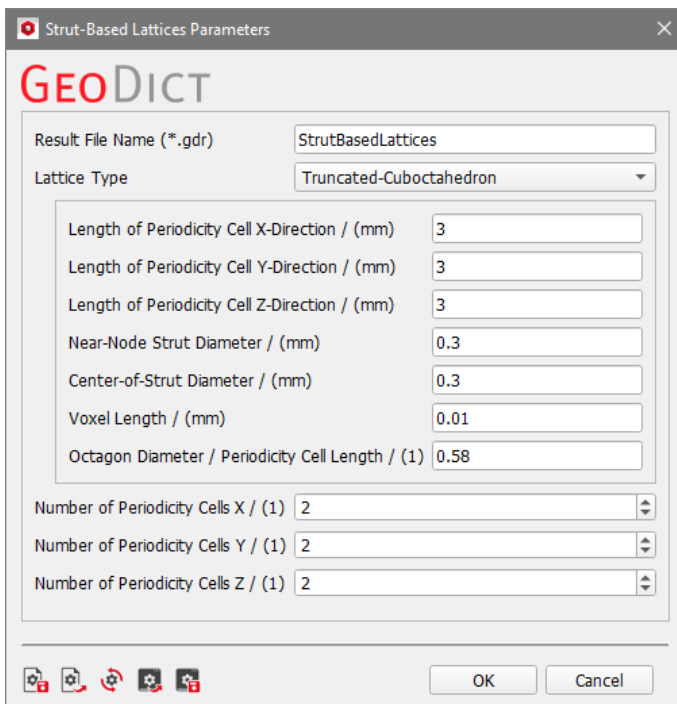 Strut-Based Lattices Parameters
GEODICT
Result File Name (*.gdr) StrutBasedLattices
Lattice Type Truncated-Cuboctahedron
Length of Periodicity Cell X-Direction / (mm) 3
Length of Periodicity Cell Y-Direction / (mm) 3
Length of Periodicity Cell Z-Direction / (mm) 3
Near-Node Strut Diameter / (mm) 0.3
Center-of-Strut Diameter / (mm) 0.3
Voxel Length / (mm) 0.01
Octagon Diameter / Periodicity Cell Length / (1) 0.58
Number of Periodicity Cells X / (1) 2
Number of Periodicity Cells Y / (1) 2
Number of Periodicity Cells Z / (1) 2
OK Cancel